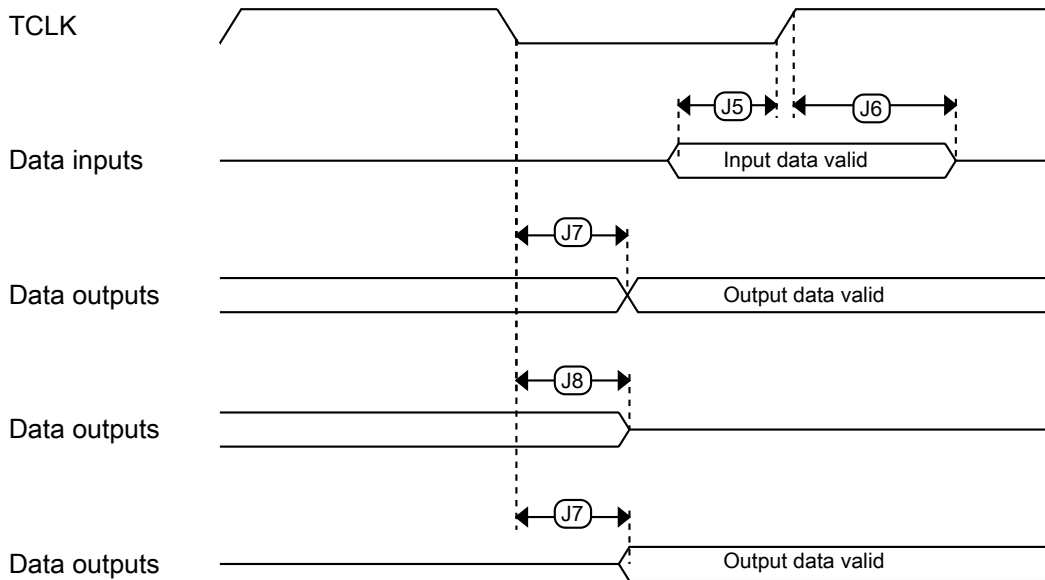 TCLK
J5
J6
Data inputs
Input data valid
J7
Data outputs
Output data valid
J8
Data outputs
J7
Data outputs
Output data valid